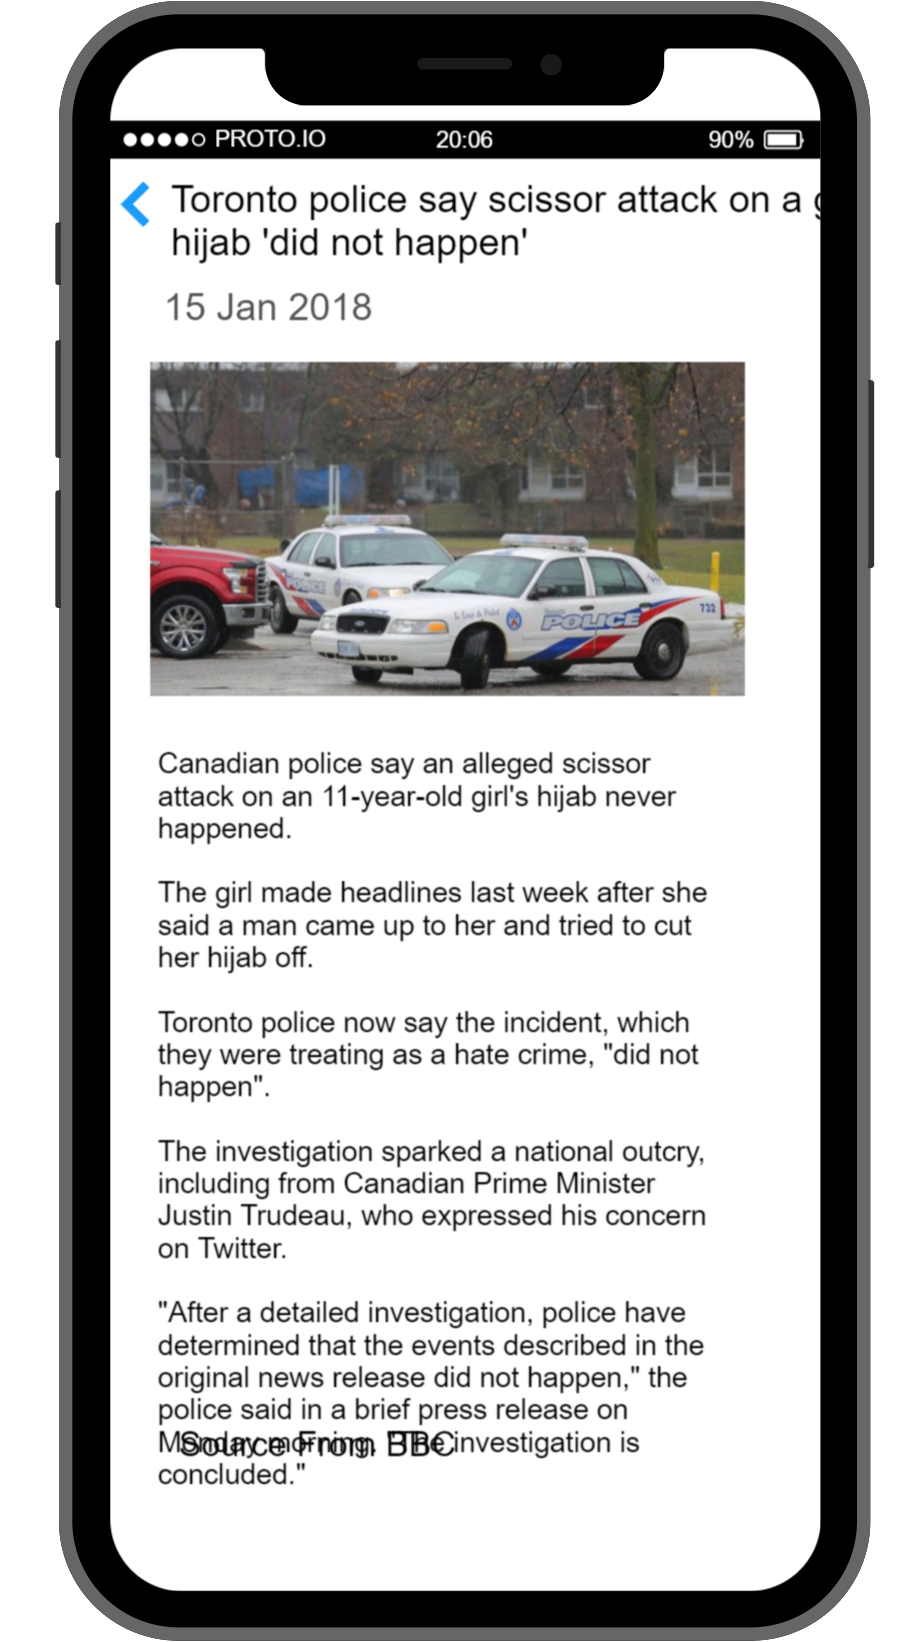 PROTO.IO 20:06 90%
Toronto police say scissor attack on a
hijab 'did not happen'
15 Jan 2018
POLICE
To Serve & Protect
POLICE
732
Canadian police say an alleged scissor
attack on an 11-year-old girl's hijab never
happened.
The girl made headlines last week after she
said a man came up to her and tried to cut
her hijab off.
Toronto police now say the incident, which
they were treating as a hate crime, "did not
happen".
The investigation sparked a national outcry,
including from Canadian Prime Minister
Justin Trudeau, who expressed his concern
on Twitter.
"After a detailed investigation, police have
determined that the events described in the
original news release did not happen," the
police said in a brief press release on
Monday morning. "The investigation is
Source From BBC
concluded."